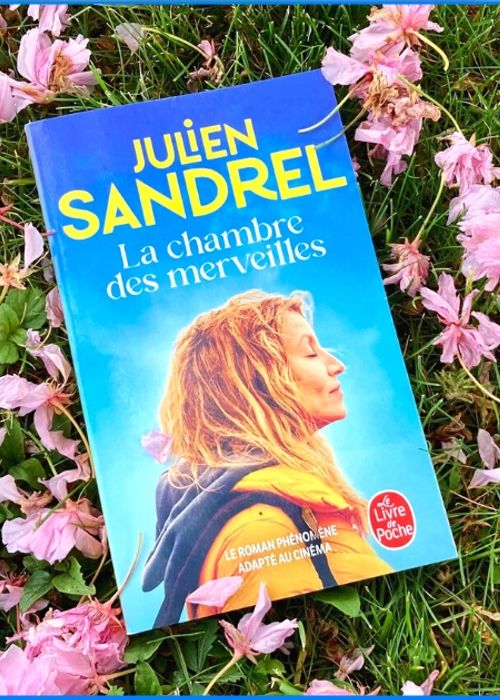 JULIEN
SANDREL
La chambre
des merveilles
LE ROMAN PHÉNOMÈNE
ADAPTÉ AU CINÉMA
Le
Livre
de
Poche